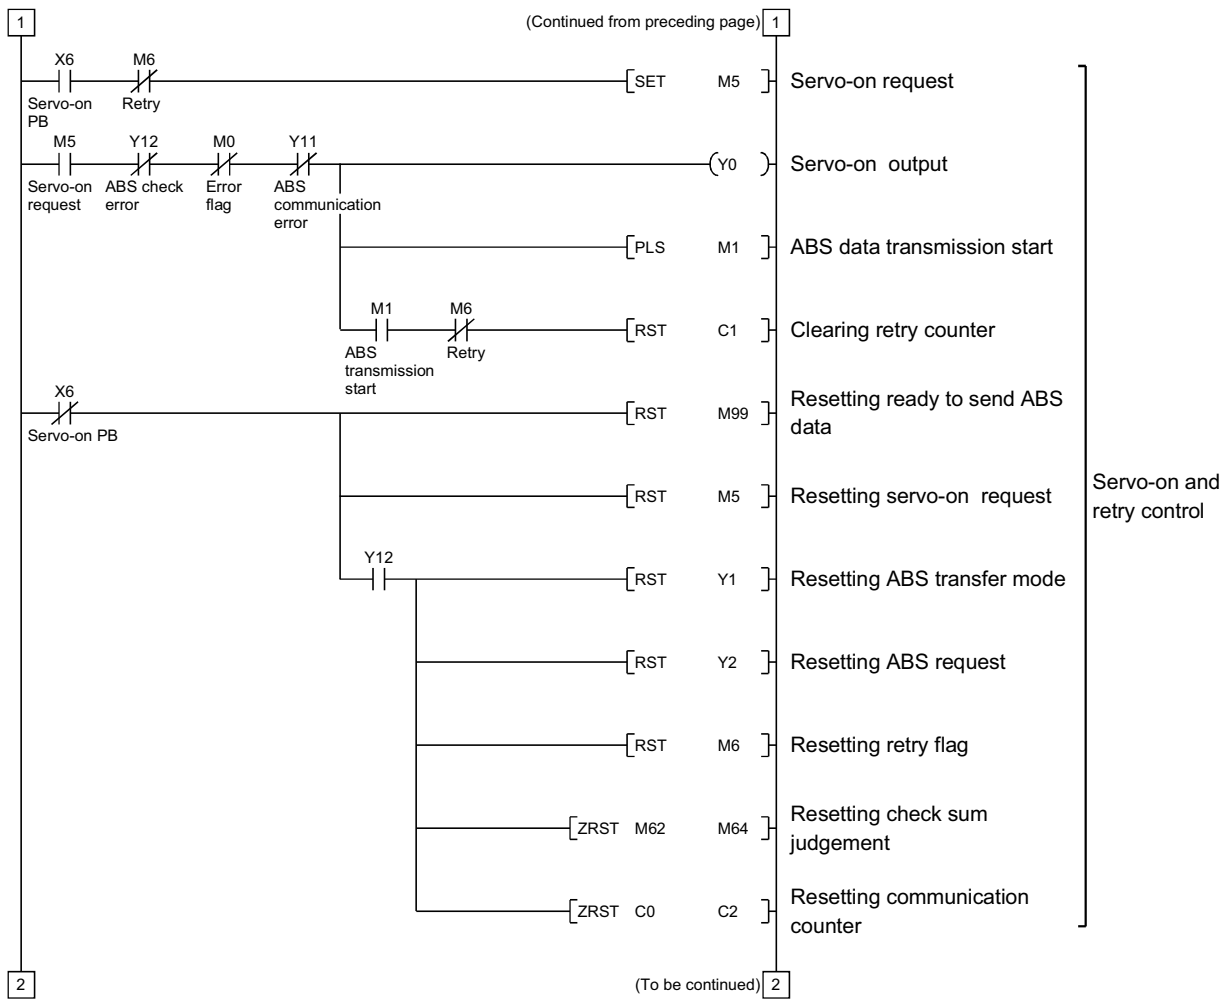 1
(Continued from preceding page) 1
X6 M6
SET M5 Servo-on request
Servo-on PB
Retry
M5 Y12 M0 Y11
Y0 Servo-on output
Servo-on request
ABS check error
Error flag
ABS communication error
PLS M1 ABS data transmission start
M1 M6
RST C1 Clearing retry counter
ABS transmission start
Retry
X6
RST M99 Resetting ready to send ABS data
Servo-on PB
RST M5 Resetting servo-on request
Servo-on and
retry control
Y12
RST Y1 Resetting ABS transfer mode
RST Y2 Resetting ABS request
RST M6 Resetting retry flag
ZRST M62 M64 Resetting check sum judgement
ZRST C0 C2 Resetting communication counter
2
(To be continued) 2